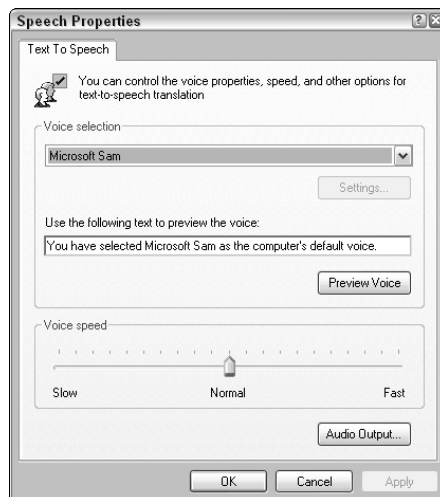 Speech Properties
Text To Speech
You can control the voice properties, speed, and other options for
text-to-speech translation
Voice selection
Microsoft Sam
Settings...
Use the following text to preview the voice:
You have selected Microsoft Sam as the computer's default voice.
Preview Voice
Voice speed
Slow Normal Fast
Audio Output...
OK Cancel Apply